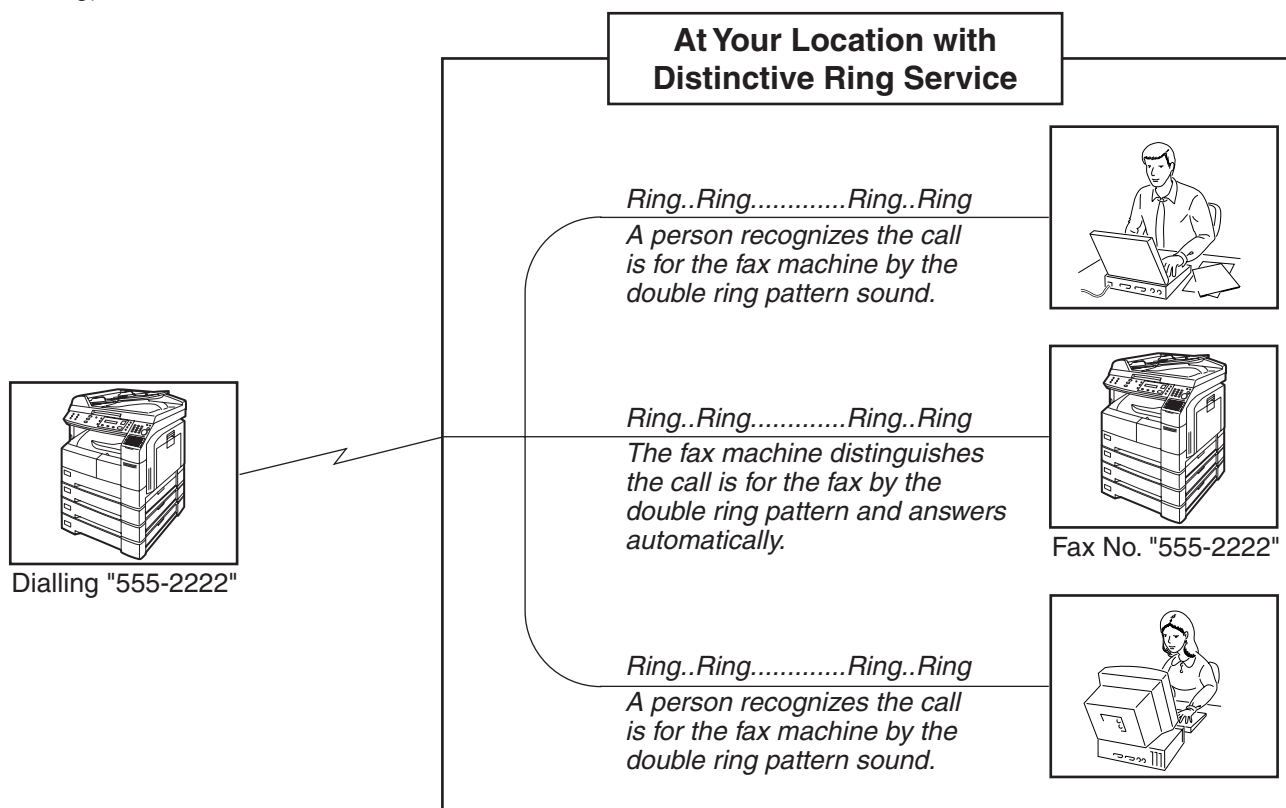 At Your Location with
Distinctive Ring Service
Ring..Ring.............Ring..Ring
A person recognizes the call
is for the fax machine by the
double ring pattern sound.
Ring..Ring.............Ring..Ring
The fax machine distinguishes
the call is for the fax by the
double ring pattern and answers
automatically.
Fax No. "555-2222"
Dialling "555-2222"
Ring..Ring.............Ring..Ring
A person recognizes the call
is for the fax machine by the
double ring pattern sound.